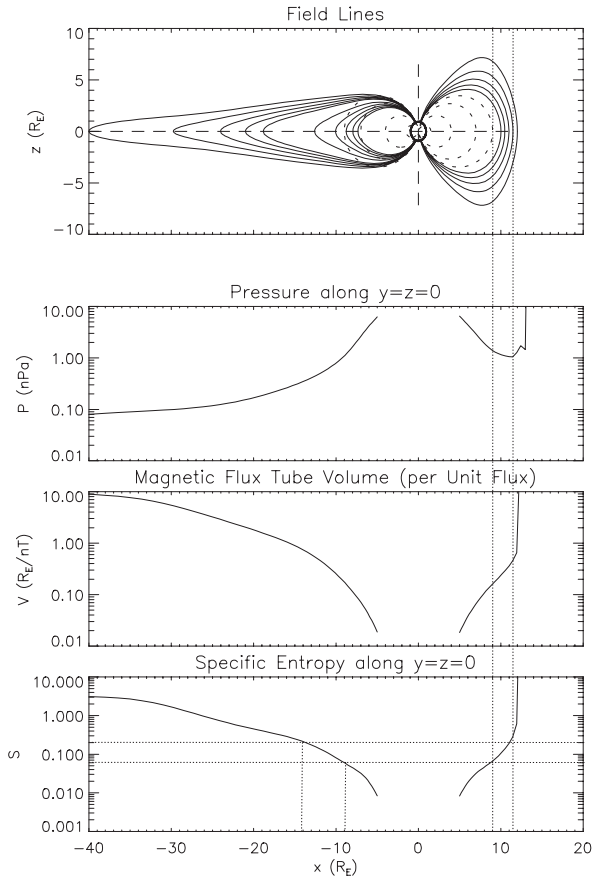 Field Lines
10
5
0
−5
−10
z (R_E)
Pressure along y=z=0
10.00
1.00
0.10
0.01
P (nPa)
Magnetic Flux Tube Volume (per Unit Flux)
10.00
1.00
0.10
0.01
V (R_E/nT)
Specific Entropy along y=z=0
10.000
1.000
0.100
0.010
0.001
S
−40 −30 −20 −10 0 10 20
x (R_E)